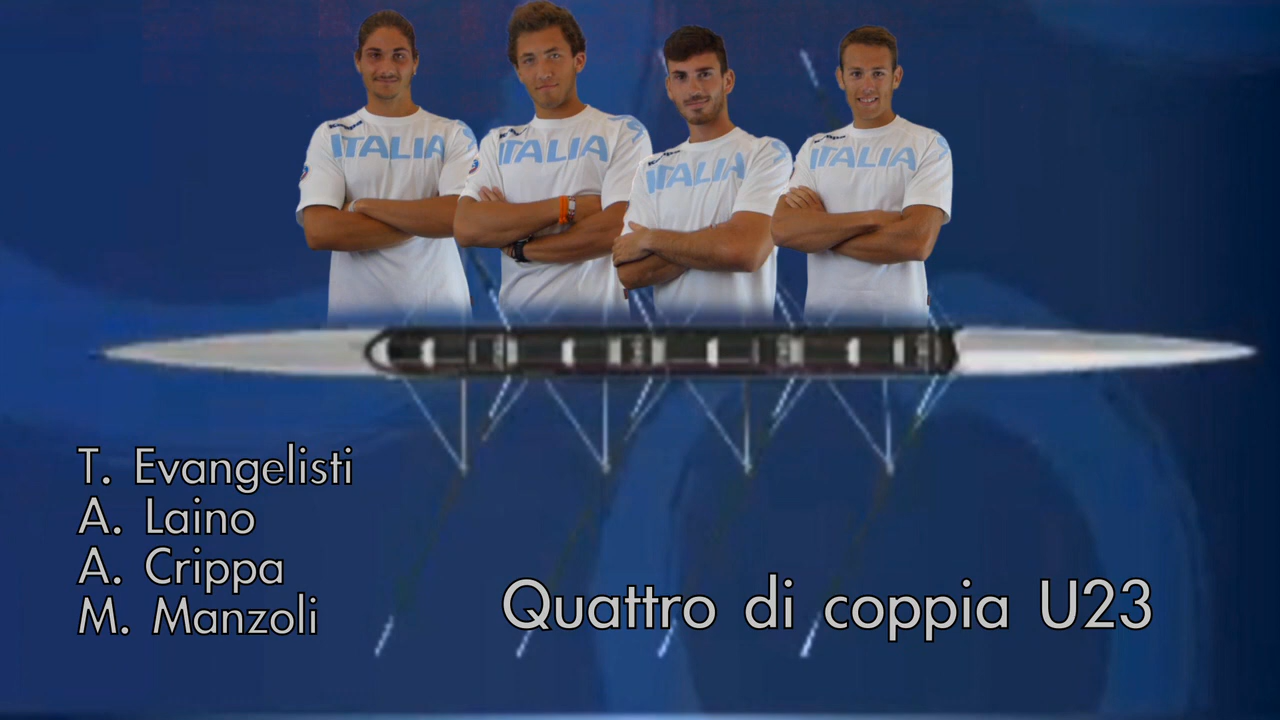 ITALIA
ITALIA
ITALIA
ITALIA
T. Evangelisti
A. Laino
A. Crippa
M. Manzoli
Quattro di coppia U23